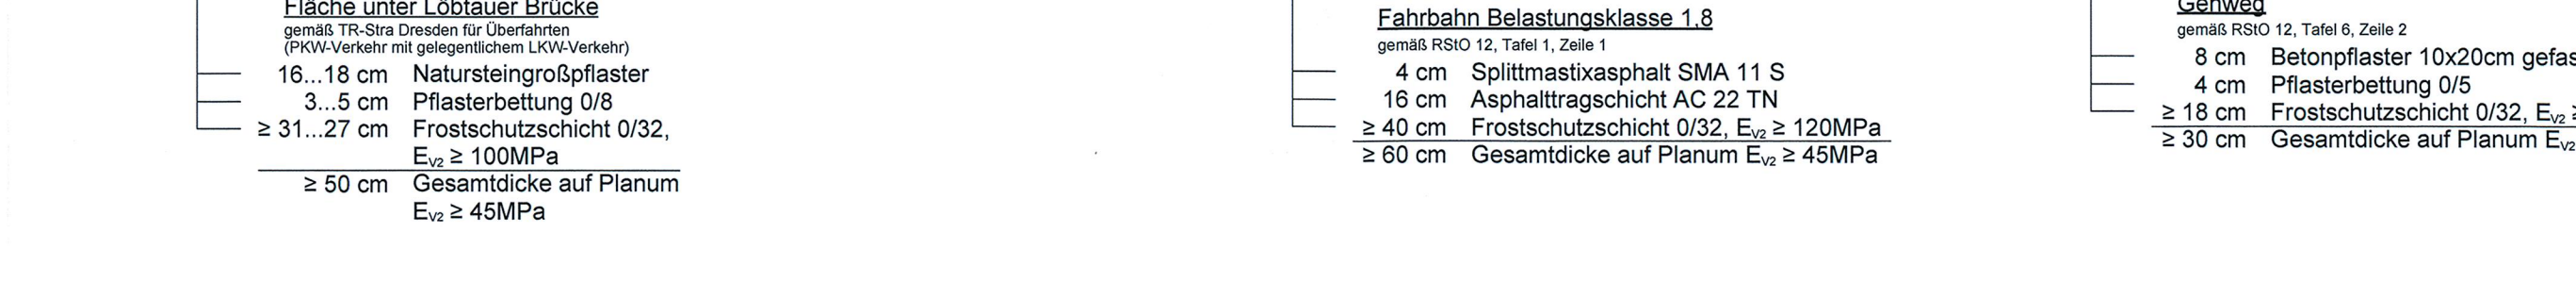 Fläche unter Löbtauer Brücke
gemäß TR-Stra Dresden für Überfahrten
(PKW-Verkehr mit gelegentlichem LKW-Verkehr)
16...18 cm Natursteingroßpflaster
3...5 cm Pflasterbettung 0/8
≥ 31...27 cm Frostschutzschicht 0/32,
Ev2 ≥ 100MPa
≥ 50 cm Gesamtdicke auf Planum
Ev2 ≥ 45MPa
Fahrbahn Belastungsklasse 1,8
gemäß RStO 12, Tafel 1, Zeile 1
4 cm Splittmastixasphalt SMA 11 S
16 cm Asphalttragschicht AC 22 TN
≥ 40 cm Frostschutzschicht 0/32, Ev2 ≥ 120MPa
≥ 60 cm Gesamtdicke auf Planum Ev2 ≥ 45MPa
Gehweg
gemäß RStO 12, Tafel 6, Zeile 2
8 cm Betonpflaster 10x20cm
4 cm Pflasterbettung 0/5
≥ 18 cm Frostschutzschicht 0/32, Ev2
≥ 30 cm Gesamtdicke auf Planum Ev2